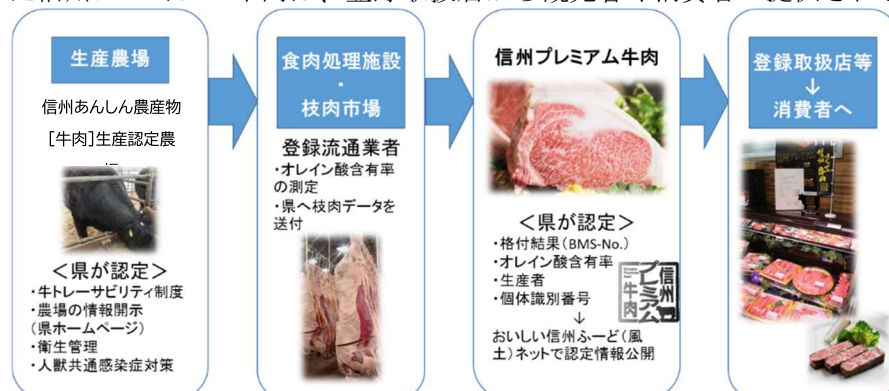 生産農場
信州あんしん農産物
[牛肉]生産認定農
<県が認定>
・牛トレーサビリティ制度
・農場の情報開示
(県ホームページ)
・衛生管理
・人獣共通感染症対策
食肉処理施設
・
枝肉市場
登録流通業者
・オレイン酸含有率
の測定
・県へ枝肉データを
送付
信州プレミアム牛肉
<県が認定>
・格付結果(BMS-No.)
・オレイン酸含有率
・生産者
・個体識別番号
↓
おいしい信州ふーど(風
土)ネットで認定情報公開
信州
プレミアム
牛肉
登録取扱店等
↓
消費者へ